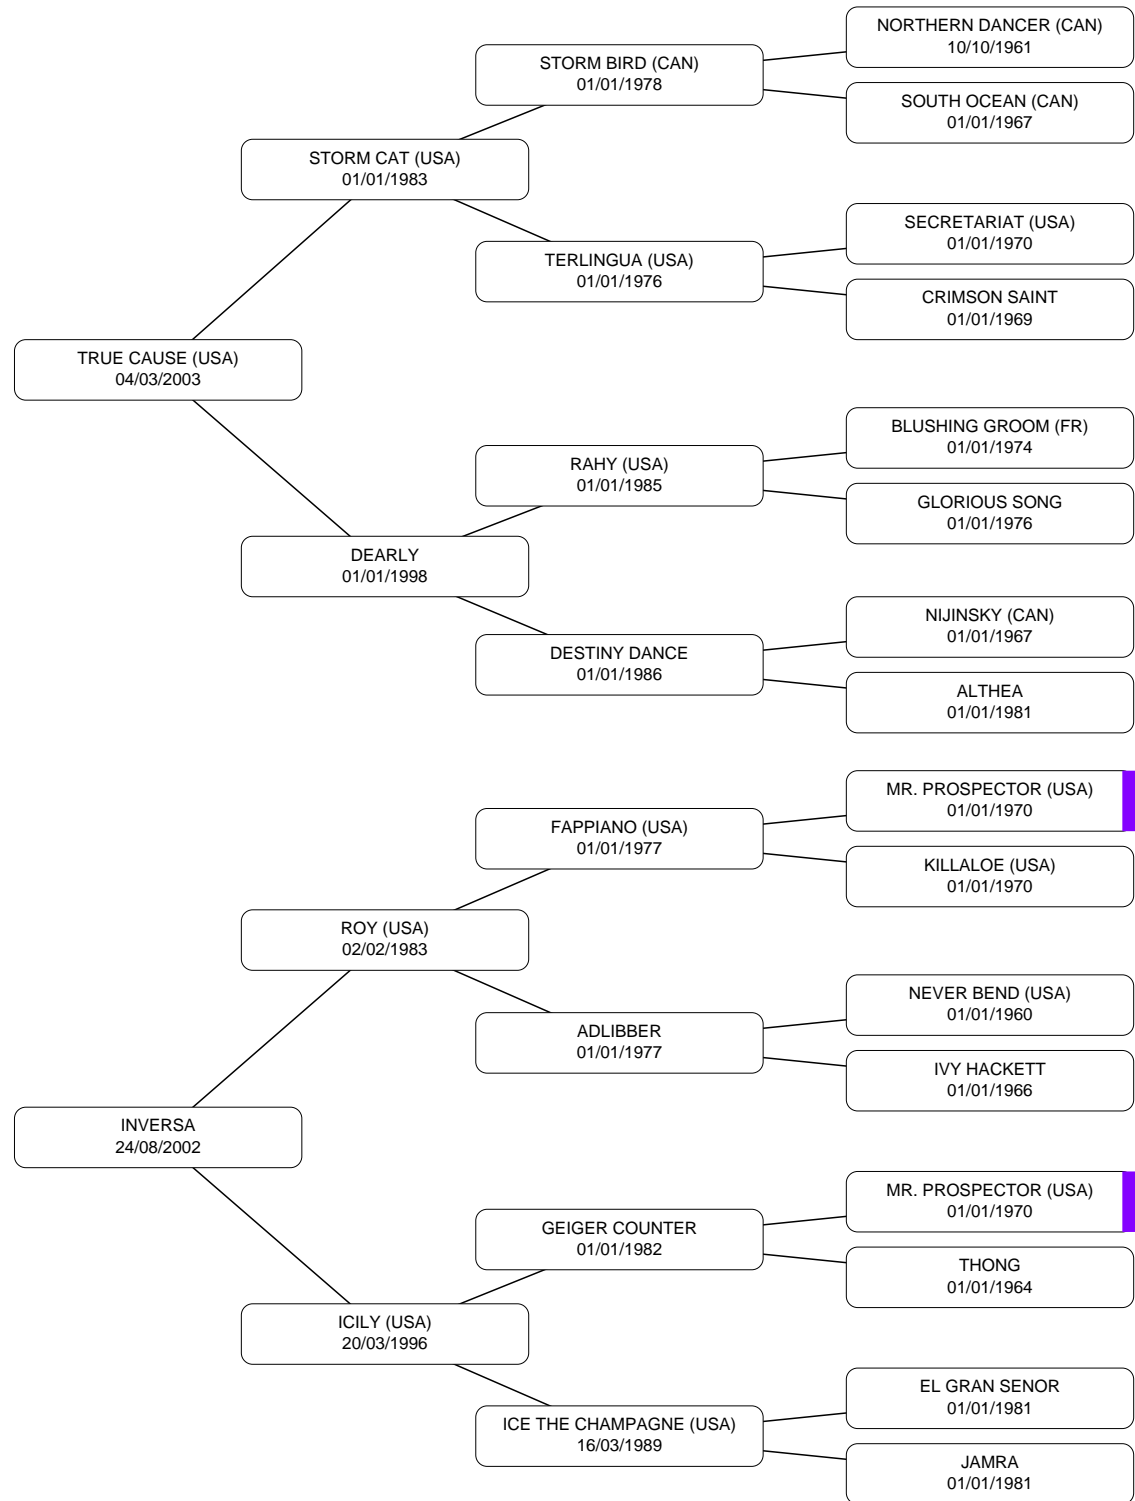 NORTHERN DANCER (CAN)
10/10/1961
STORM BIRD (CAN)
01/01/1978
SOUTH OCEAN (CAN)
01/01/1967
STORM CAT (USA)
01/01/1983
SECRETARIAT (USA)
01/01/1970
TERLINGUA (USA)
01/01/1976
CRIMSON SAINT
01/01/1969
TRUE CAUSE (USA)
04/03/2003
BLUSHING GROOM (FR)
01/01/1974
RAHY (USA)
01/01/1985
GLORIOUS SONG
01/01/1976
DEARLY
01/01/1998
NIJINSKY (CAN)
01/01/1967
DESTINY DANCE
01/01/1986
ALTHEA
01/01/1981
MR. PROSPECTOR (USA)
01/01/1970
FAPPIANO (USA)
01/01/1977
KILLALOE (USA)
01/01/1970
ROY (USA)
02/02/1983
NEVER BEND (USA)
01/01/1960
ADLIBBER
01/01/1977
IVY HACKETT
01/01/1966
INVERSA
24/08/2002
MR. PROSPECTOR (USA)
01/01/1970
GEIGER COUNTER
01/01/1982
THONG
01/01/1964
ICILY (USA)
20/03/1996
EL GRAN SENOR
01/01/1981
ICE THE CHAMPAGNE (USA)
16/03/1989
JAMRA
01/01/1981